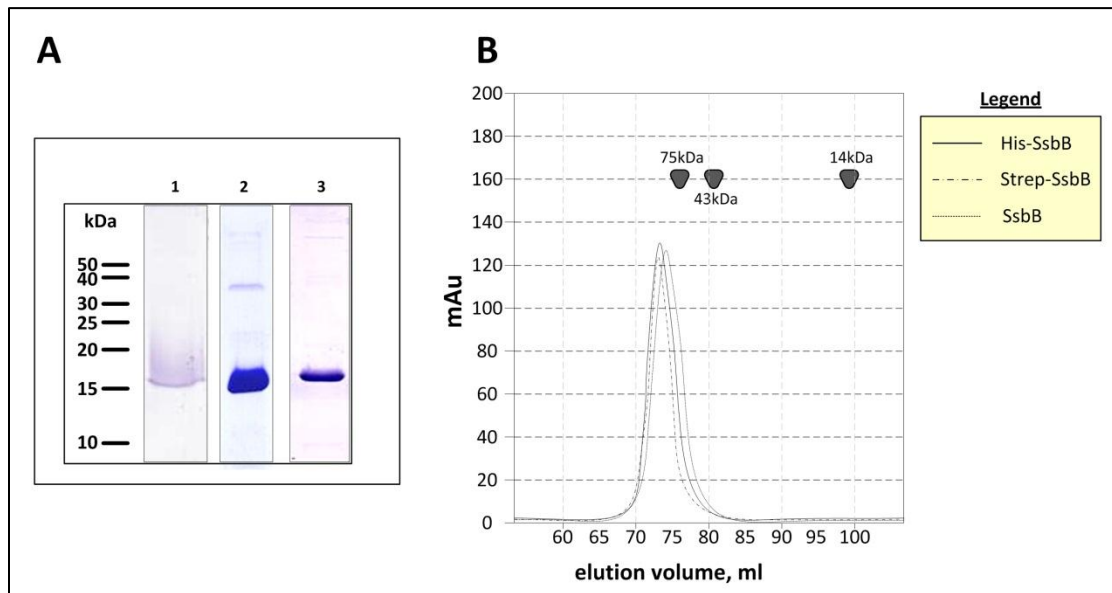 A
1 2 3
kDa
50
40
30
25
20
15
10
B
200
180
160
140
120
100
80
60
40
20
0
mAu
75kDa
43kDa
14kDa
60 65 70 75 80 85 90 95 100
elution volume, ml
Legend
His-SsbB
Strep-SsbB
SsbB